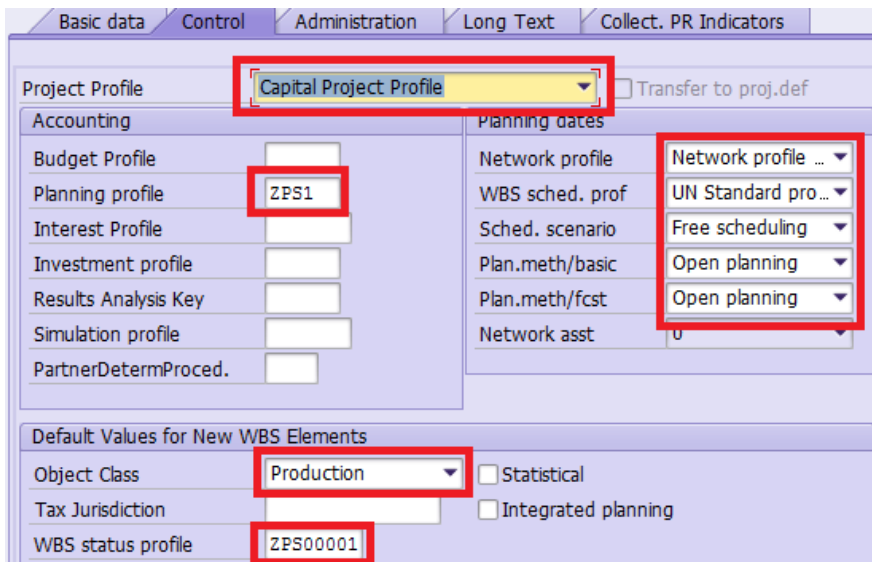 Basic data Control Administration Long Text Collect. PR Indicators
Project Profile Capital Project Profile Transfer to proj.def
Accounting Planning dates
Budget Profile Network profile Network profile ...
Planning profile ZPS1 WBS sched. prof UN Standard pro...
Interest Profile Sched. scenario Free scheduling
Investment profile Plan.meth/basic Open planning
Results Analysis Key Plan.meth/fcst Open planning
Simulation profile Network asst 0
PartnerDetermProced.
Default Values for New WBS Elements
Object Class Production Statistical
Tax Jurisdiction Integrated planning
WBS status profile ZPS00001